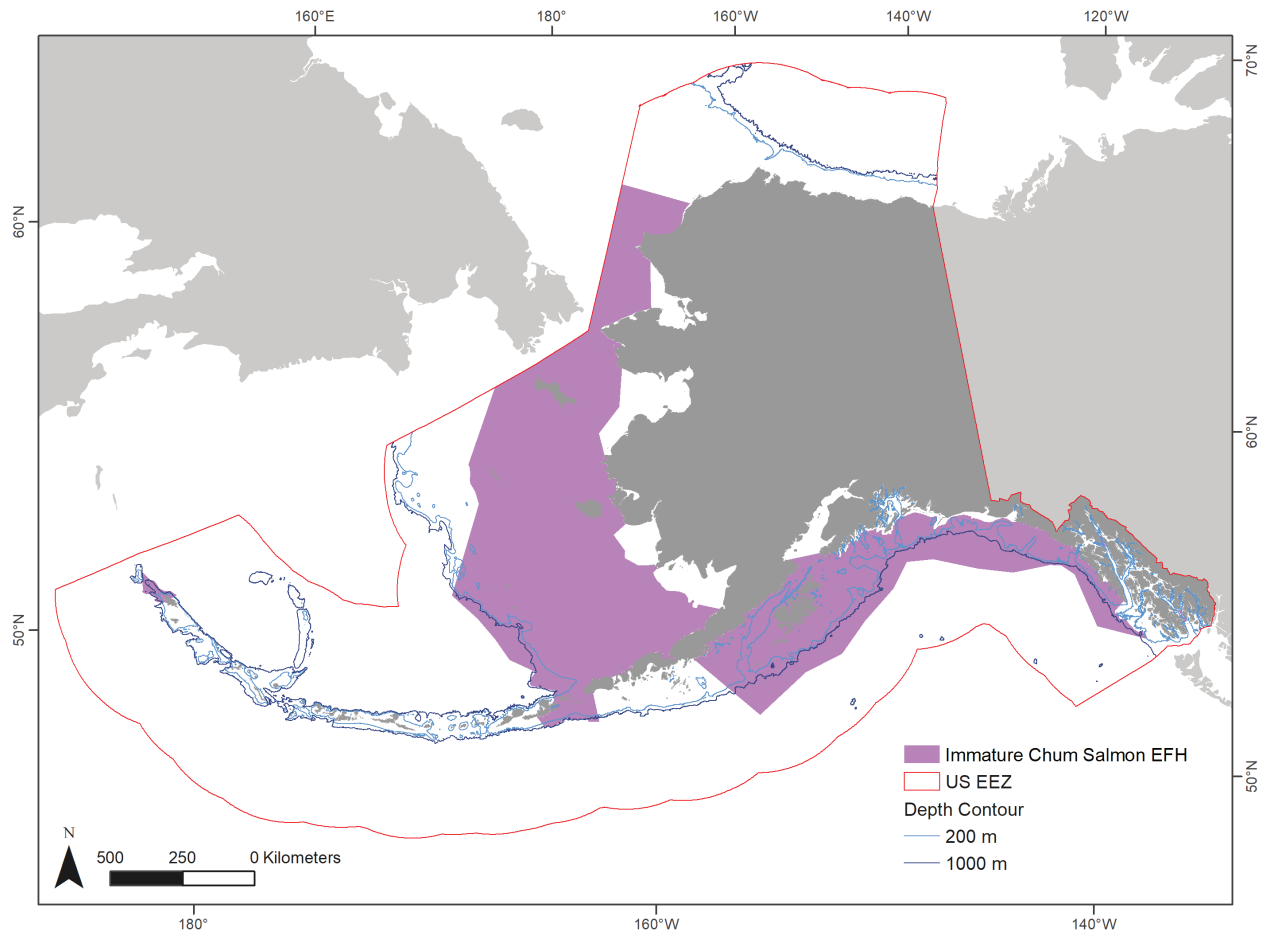 160°E 180° 160°W 140°W 120°W
70°N
60°N
60°N
50°N
50°N
Immature Chum Salmon EFH
US EEZ
Depth Contour
200 m
1000 m
N
500 250 0 Kilometers
180° 160°W 140°W